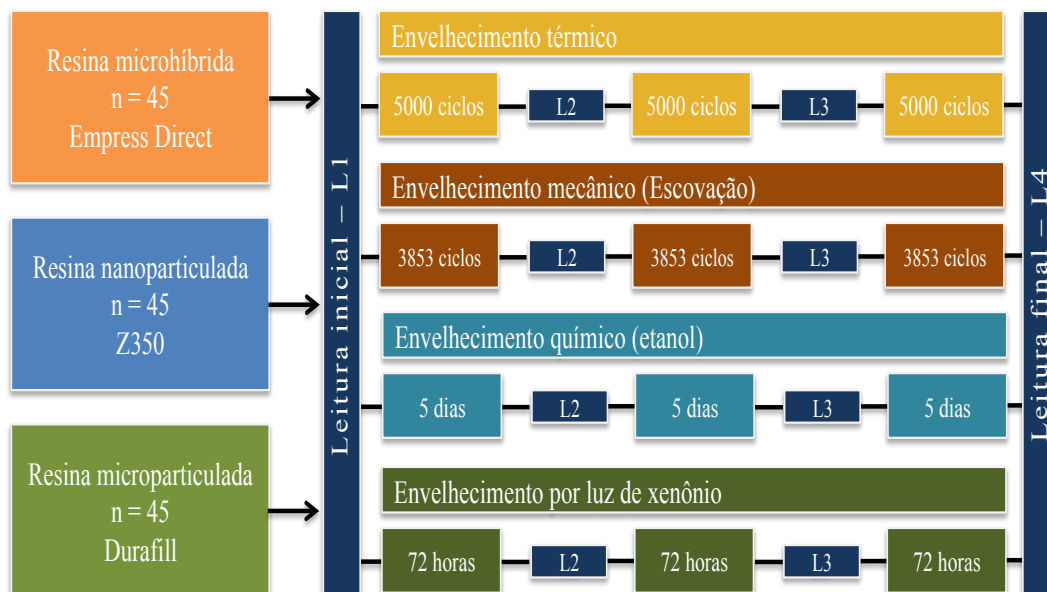 Resina microhíbrida
n = 45
Empress Direct
Resina nanoparticulada
n = 45
Z350
Resina microparticulada
n = 45
Durafill
Leitura inicial – L1
Envelhecimento térmico
5000 ciclos
L2
5000 ciclos
L3
5000 ciclos
Envelhecimento mecânico (Escovação)
3853 ciclos
L2
3853 ciclos
L3
3853 ciclos
Envelhecimento químico (etanol)
5 dias
L2
5 dias
L3
5 dias
Envelhecimento por luz de xenônio
72 horas
L2
72 horas
L3
72 horas
Leitura final – L4